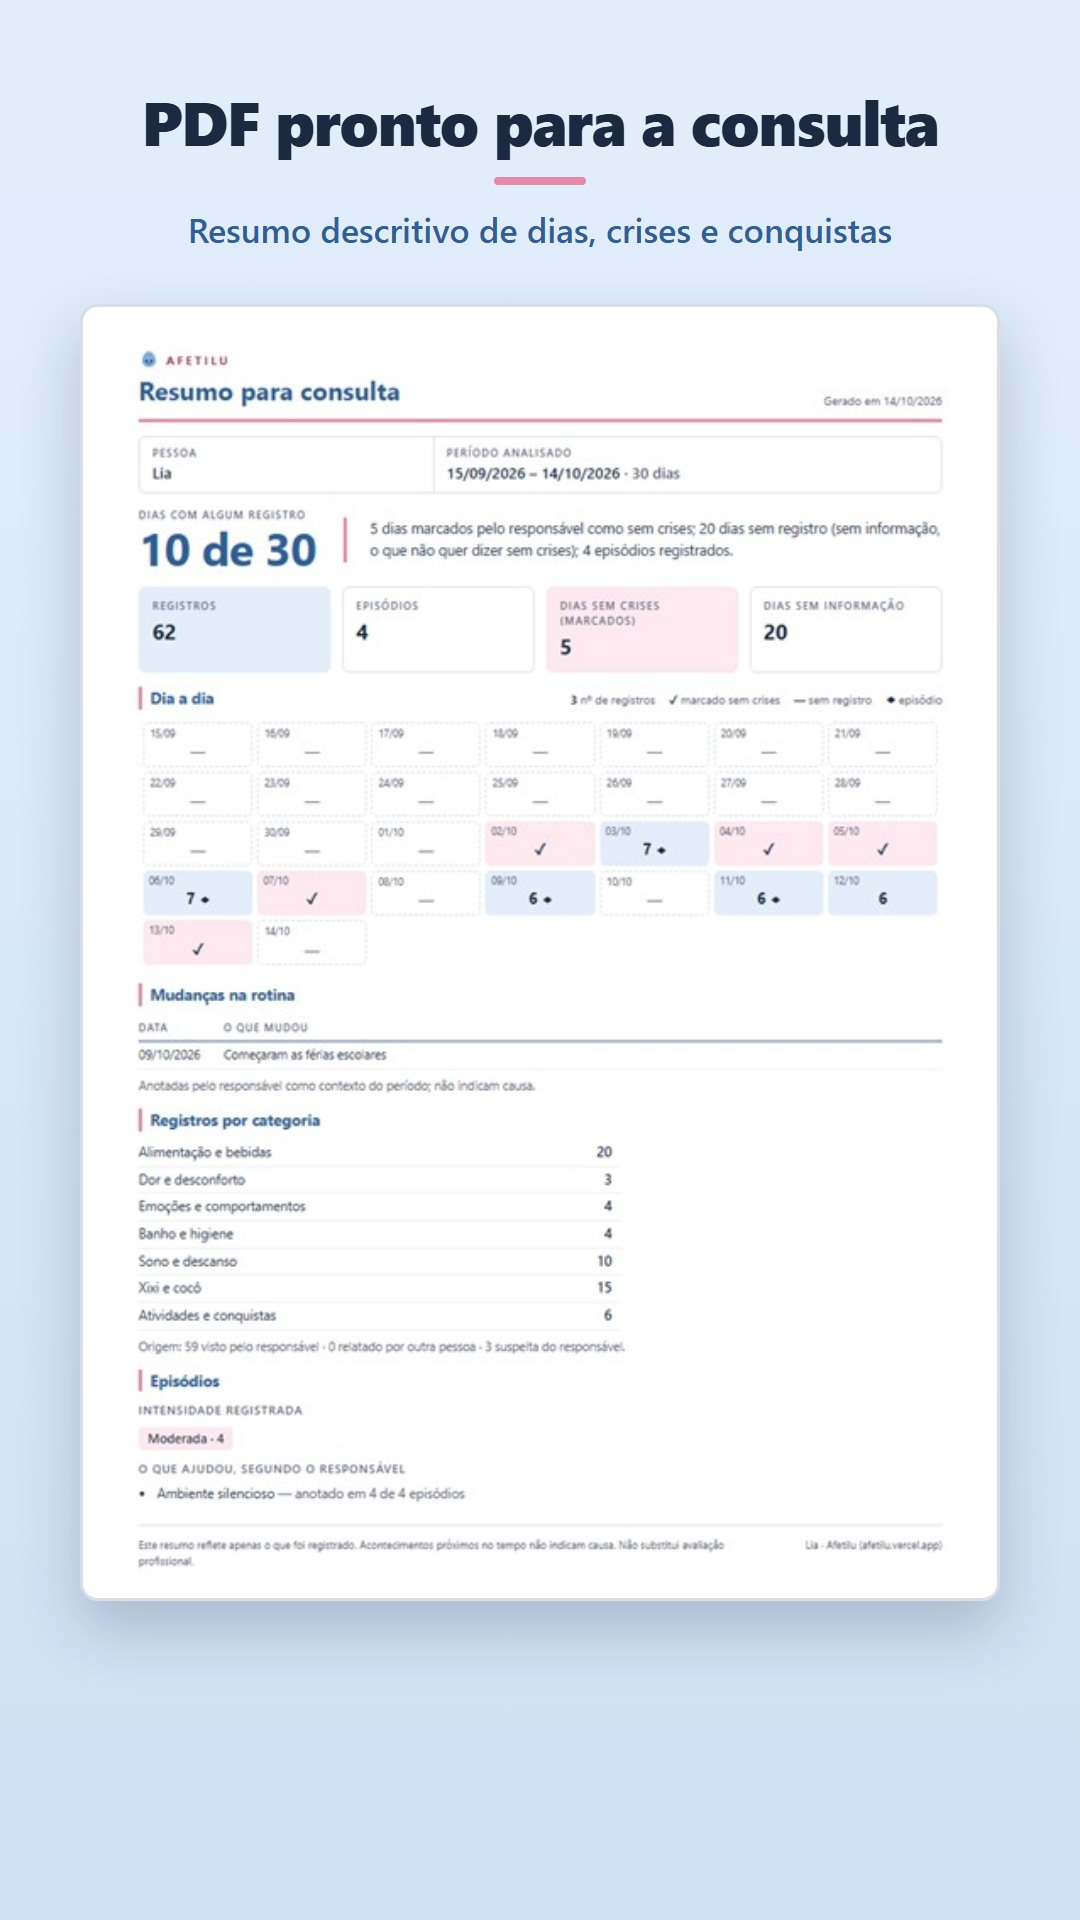 PDF pronto para a consulta
Resumo descritivo de dias, crises e conquistas
AFETILU
Resumo para consulta
Gerado em 14/10/2026
PESSOA
Lia
PERÍODO ANALISADO
15/09/2026 – 14/10/2026 · 30 dias
DIAS COM ALGUM REGISTRO
10 de 30
5 dias marcados pelo responsável como sem crises; 20 dias sem registro (sem informação,
o que não quer dizer sem crises); 4 episódios registrados.
REGISTROS
62
EPISÓDIOS
4
DIAS SEM CRISES
(MARCADOS)
5
DIAS SEM INFORMAÇÃO
20
Dia a dia
3 nº de registros ✓ marcado sem crises — sem registro ◆ episódio
15/09 16/09 17/09 18/09 19/09 20/09 21/09
— — — — — — —
22/09 23/09 24/09 25/09 26/09 27/09 28/09
— — — — — — —
29/09 30/09 01/10 02/10 03/10 04/10 05/10
— — — ✓ 7 ◆ ✓ ✓
06/10 07/10 08/10 09/10 10/10 11/10 12/10
7 ◆ ✓ — 6 ◆ — 6 ◆ 6
13/10 14/10
✓ —
Mudanças na rotina
DATA O QUE MUDOU
09/10/2026 Começaram as férias escolares
Anotadas pelo responsável como contexto do período; não indicam causa.
Registros por categoria
Alimentação e bebidas 20
Dor e desconforto 3
Emoções e comportamentos 4
Banho e higiene 4
Sono e descanso 10
Xixi e cocô 15
Atividades e conquistas 6
Origem: 59 visto pelo responsável · 0 relatado por outra pessoa · 3 suspeita do responsável.
Episódios
INTENSIDADE REGISTRADA
Moderada · 4
O QUE AJUDOU, SEGUNDO O RESPONSÁVEL
• Ambiente silencioso — anotado em 4 de 4 episódios
Este resumo reflete apenas o que foi registrado. Acontecimentos próximos no tempo não indicam causa. Não substitui avaliação
profissional.
Lia · Afetilu (afetilu.vercel.app)